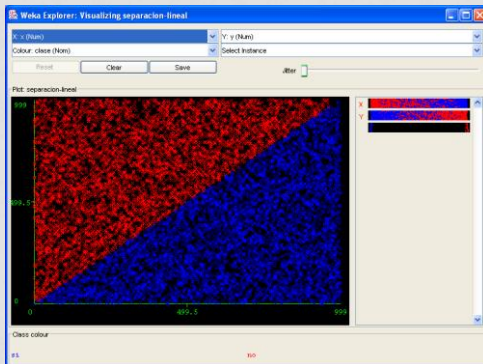 Weka Explorer: Visualizing separacion-lineal
X: x (Num) Y: y (Num)
Colour: clase (Nom) Select Instance
Reset Clear Save Jitter
Plot: separacion-lineal
999
499.5
0
0 499.5 999
X
Y
Class colour
no